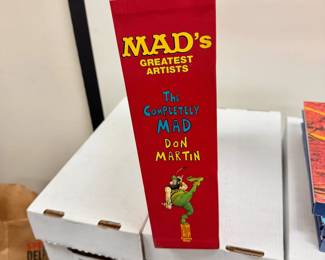 MAD's
GREATEST
ARTISTS
The
COMPLETELY
MAD
DON
MARTIN